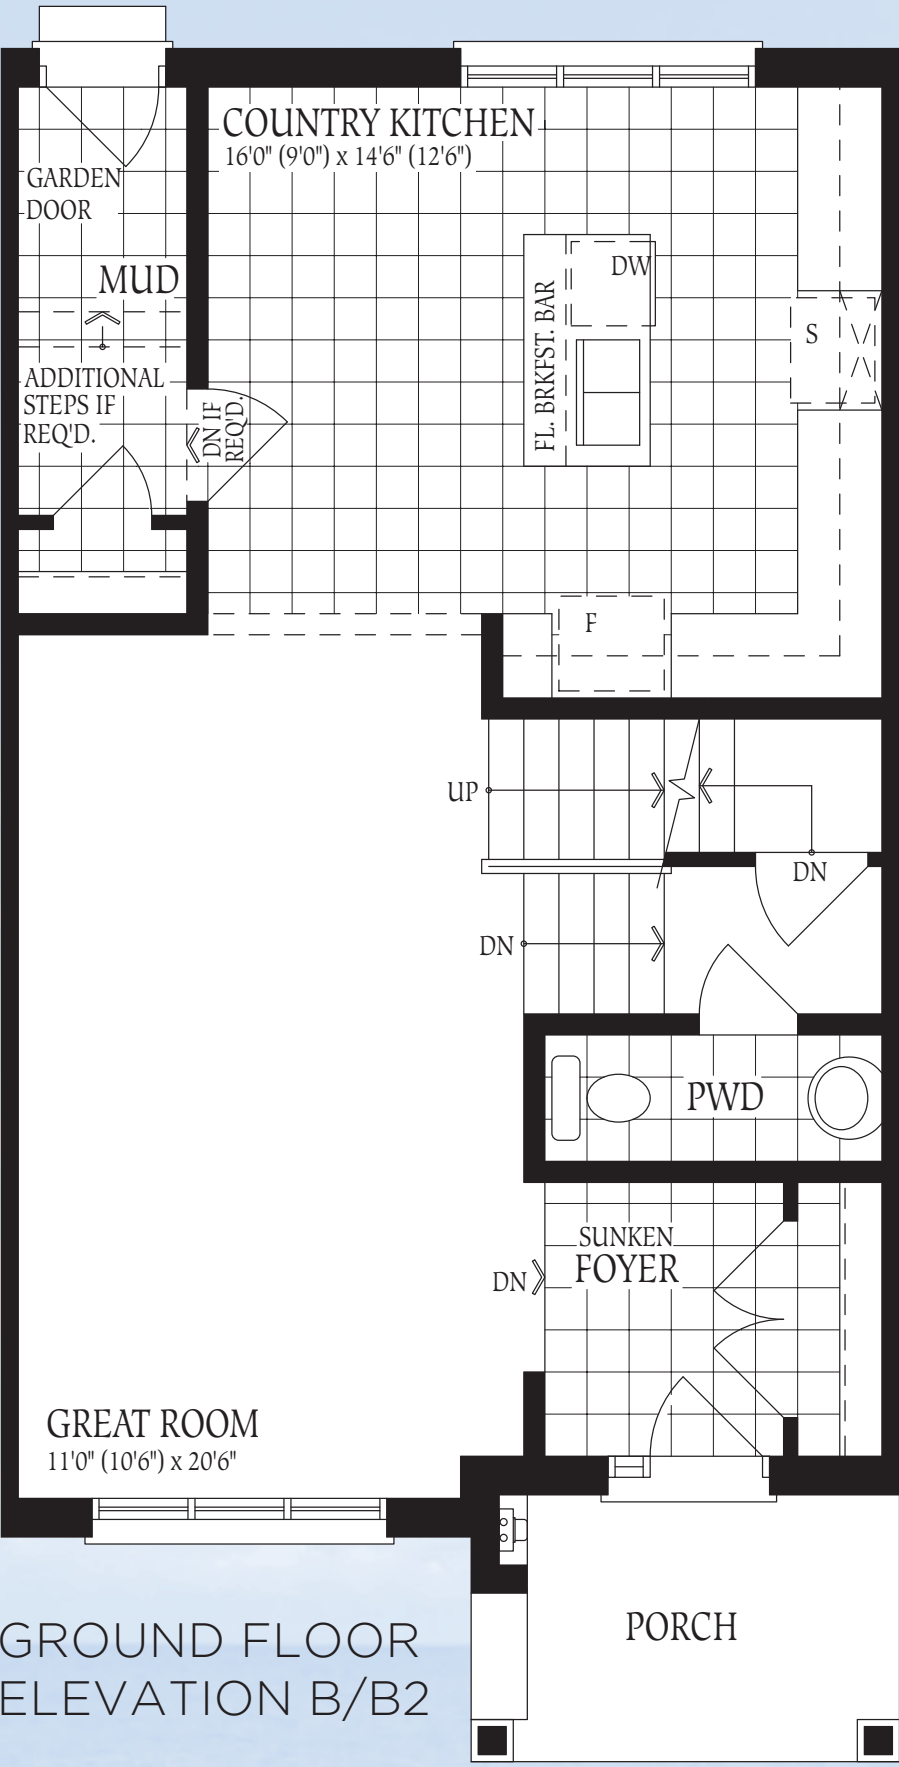 COUNTRY KITCHEN
16'0" (9'0") x 14'6" (12'6")
GARDEN
DOOR
MUD
ADDITIONAL
STEPS IF
REQ'D.
DN IF
REQ'D.
FL. BRKFST. BAR
DW
S
F
UP
DN
DN
PWD
SUNKEN
FOYER
DN
GREAT ROOM
11'0" (10'6") x 20'6"
PORCH
GROUND FLOOR
ELEVATION B/B2